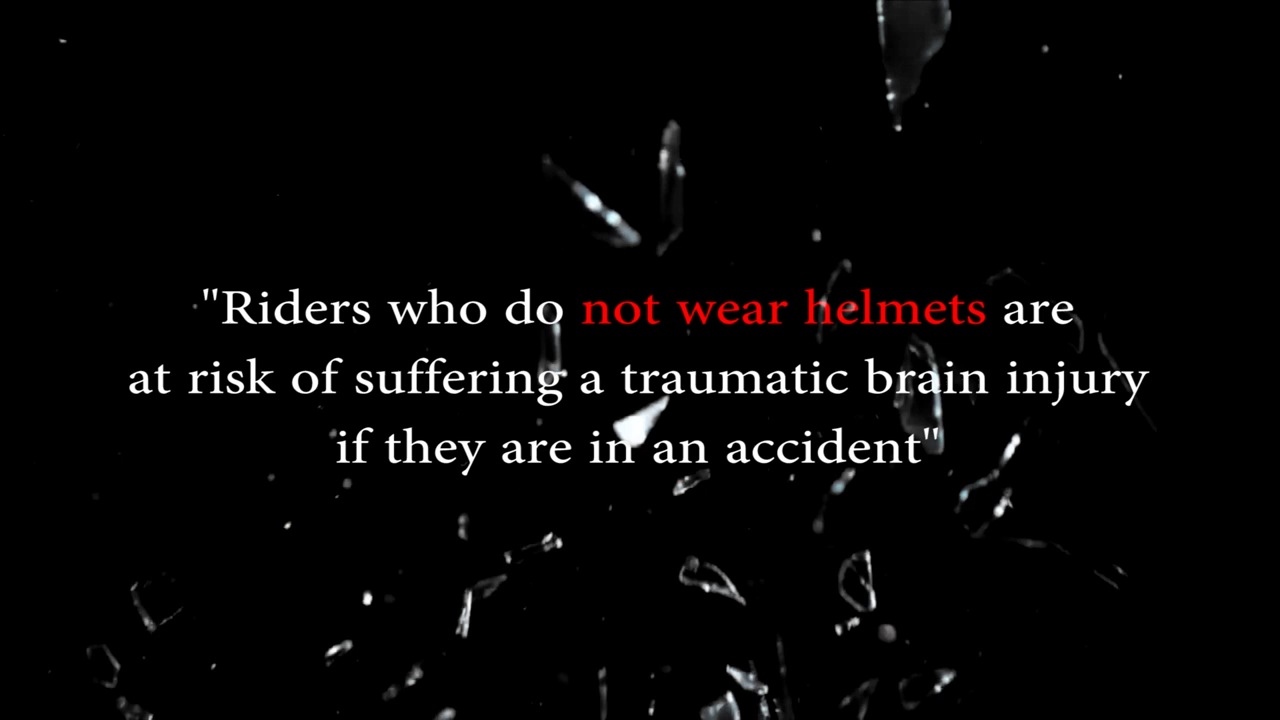 "Riders who do not wear helmets are
at risk of suffering a traumatic brain injury
if they are in an accident"